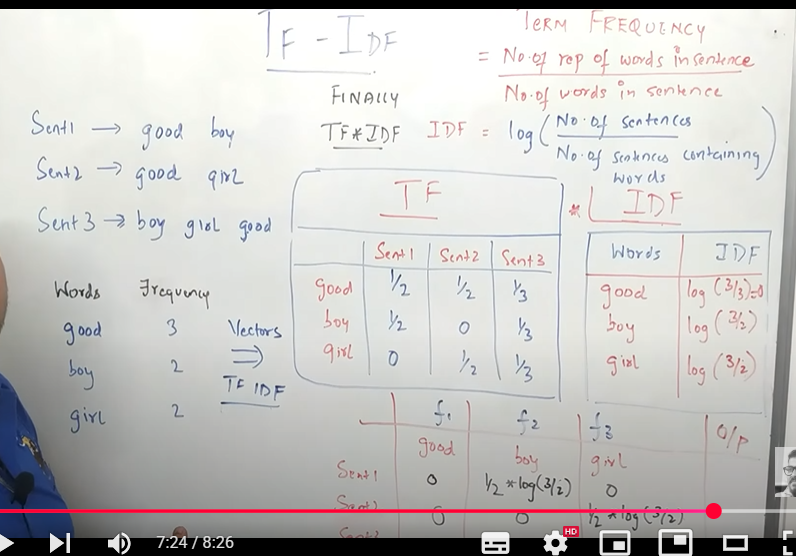 TF - IDF
TERM FREQUENCY
= No. of rep of words in sentence
No. of words in sentence
FINALLY
TF * IDF
IDF = log ( No. of sentences
No. of sentences containing words )
Sent1 → good boy
Sent2 → good girl
Sent 3 → boy girl good
Words Frequency
good 3
boy 2
girl 2
Vectors
⇒
TF IDF
TF
Sent1 Sent2 Sent3
good 1/2 1/2 1/3
boy 1/2 0 1/3
girl 0 1/2 1/3
* IDF
Words IDF
good log (3/3)=0
boy log (3/2)
girl log (3/2)
f1 f2 f3 O/P
good boy girl
Sent1 0 1/2 * log(3/2) 0
Sent2 0 0 1/2 * log(3/2)
HD
7:24 / 8:26